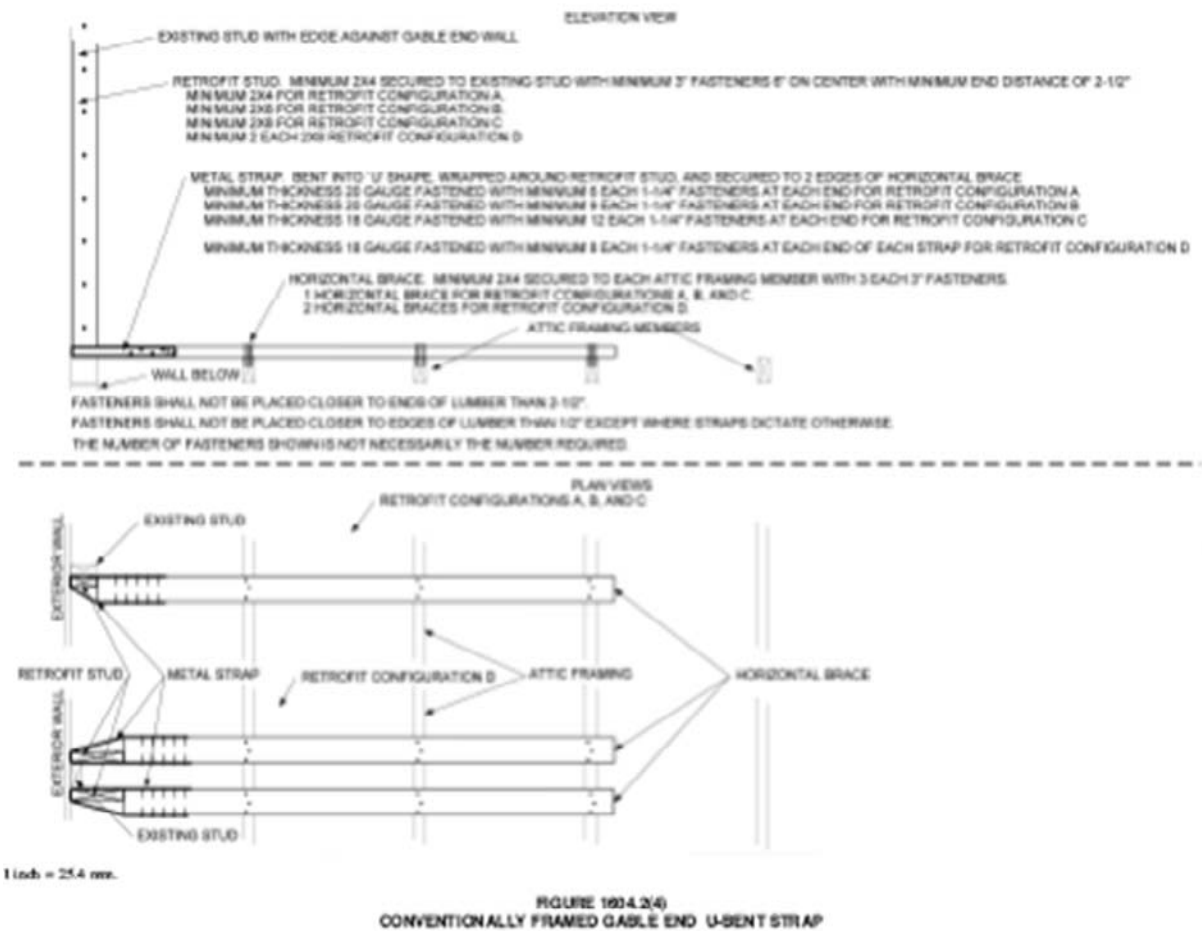 ELEVATION VIEW
EXISTING STUD WITH EDGE AGAINST GABLE END WALL
RETROFIT STUD. MINIMUM 2X4 SECURED TO EXISTING STUD WITH MINIMUM 3" FASTENERS 6" ON CENTER WITH MINIMUM END DISTANCE OF 2-1/2"
MINIMUM 2X4 FOR RETROFIT CONFIGURATION A.
MINIMUM 2X6 FOR RETROFIT CONFIGURATION B.
MINIMUM 2X8 FOR RETROFIT CONFIGURATION C
MINIMUM 2 EACH 2X8 RETROFIT CONFIGURATION D
METAL STRAP. BENT INTO 'U' SHAPE, WRAPPED AROUND RETROFIT STUD, AND SECURED TO 2 EDGES OF HORIZONTAL BRACE
MINIMUM THICKNESS 20 GAUGE FASTENED WITH MINIMUM 6 EACH 1-1/4" FASTENERS AT EACH END FOR RETROFIT CONFIGURATION A
MINIMUM THICKNESS 20 GAUGE FASTENED WITH MINIMUM 9 EACH 1-1/4" FASTENERS AT EACH END FOR RETROFIT CONFIGURATION B
MINIMUM THICKNESS 18 GAUGE FASTENED WITH MINIMUM 12 EACH 1-1/4" FASTENERS AT EACH END FOR RETROFIT CONFIGURATION C
MINIMUM THICKNESS 18 GAUGE FASTENED WITH MINIMUM 8 EACH 1-1/4" FASTENERS AT EACH END OF EACH STRAP FOR RETROFIT CONFIGURATION D
HORIZONTAL BRACE. MINIMUM 2X4 SECURED TO EACH ATTIC FRAMING MEMBER WITH 3 EACH 3" FASTENERS.
1 HORIZONTAL BRACE FOR RETROFIT CONFIGURATIONS A, B, AND C.
2 HORIZONTAL BRACES FOR RETROFIT CONFIGURATION D.
ATTIC FRAMING MEMBERS
WALL BELOW
FASTENERS SHALL NOT BE PLACED CLOSER TO ENDS OF LUMBER THAN 2-1/2".
FASTENERS SHALL NOT BE PLACED CLOSER TO EDGES OF LUMBER THAN 1/2" EXCEPT WHERE STRAPS DICTATE OTHERWISE.
THE NUMBER OF FASTENERS SHOWN IS NOT NECESSARILY THE NUMBER REQUIRED.
PLAN VIEWS
RETROFIT CONFIGURATIONS A, B, AND C
EXISTING STUD
EXTERIOR WALL
RETROFIT STUD
METAL STRAP
RETROFIT CONFIGURATION D
ATTIC FRAMING
HORIZONTAL BRACE
EXTERIOR WALL
EXISTING STUD
1 inch = 25.4 mm.
FIGURE 1604.2(4)
CONVENTIONALLY FRAMED GABLE END U-BENT STRAP